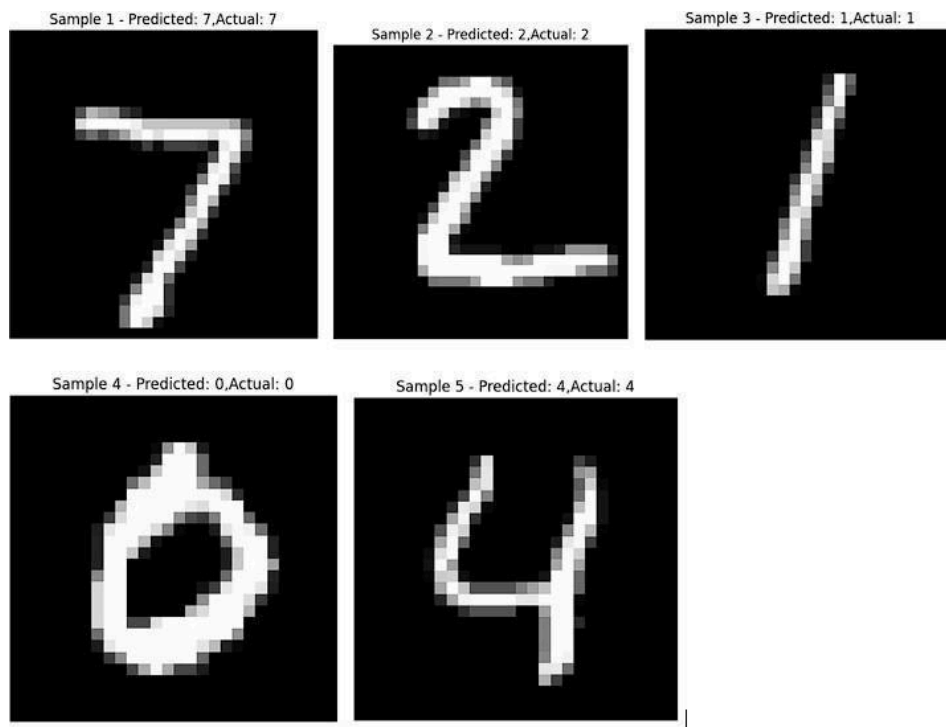 Sample 1 - Predicted: 7,Actual: 7
Sample 2 - Predicted: 2,Actual: 2
Sample 3 - Predicted: 1,Actual: 1
7
2
1
Sample 4 - Predicted: 0,Actual: 0
Sample 5 - Predicted: 4,Actual: 4
0
4